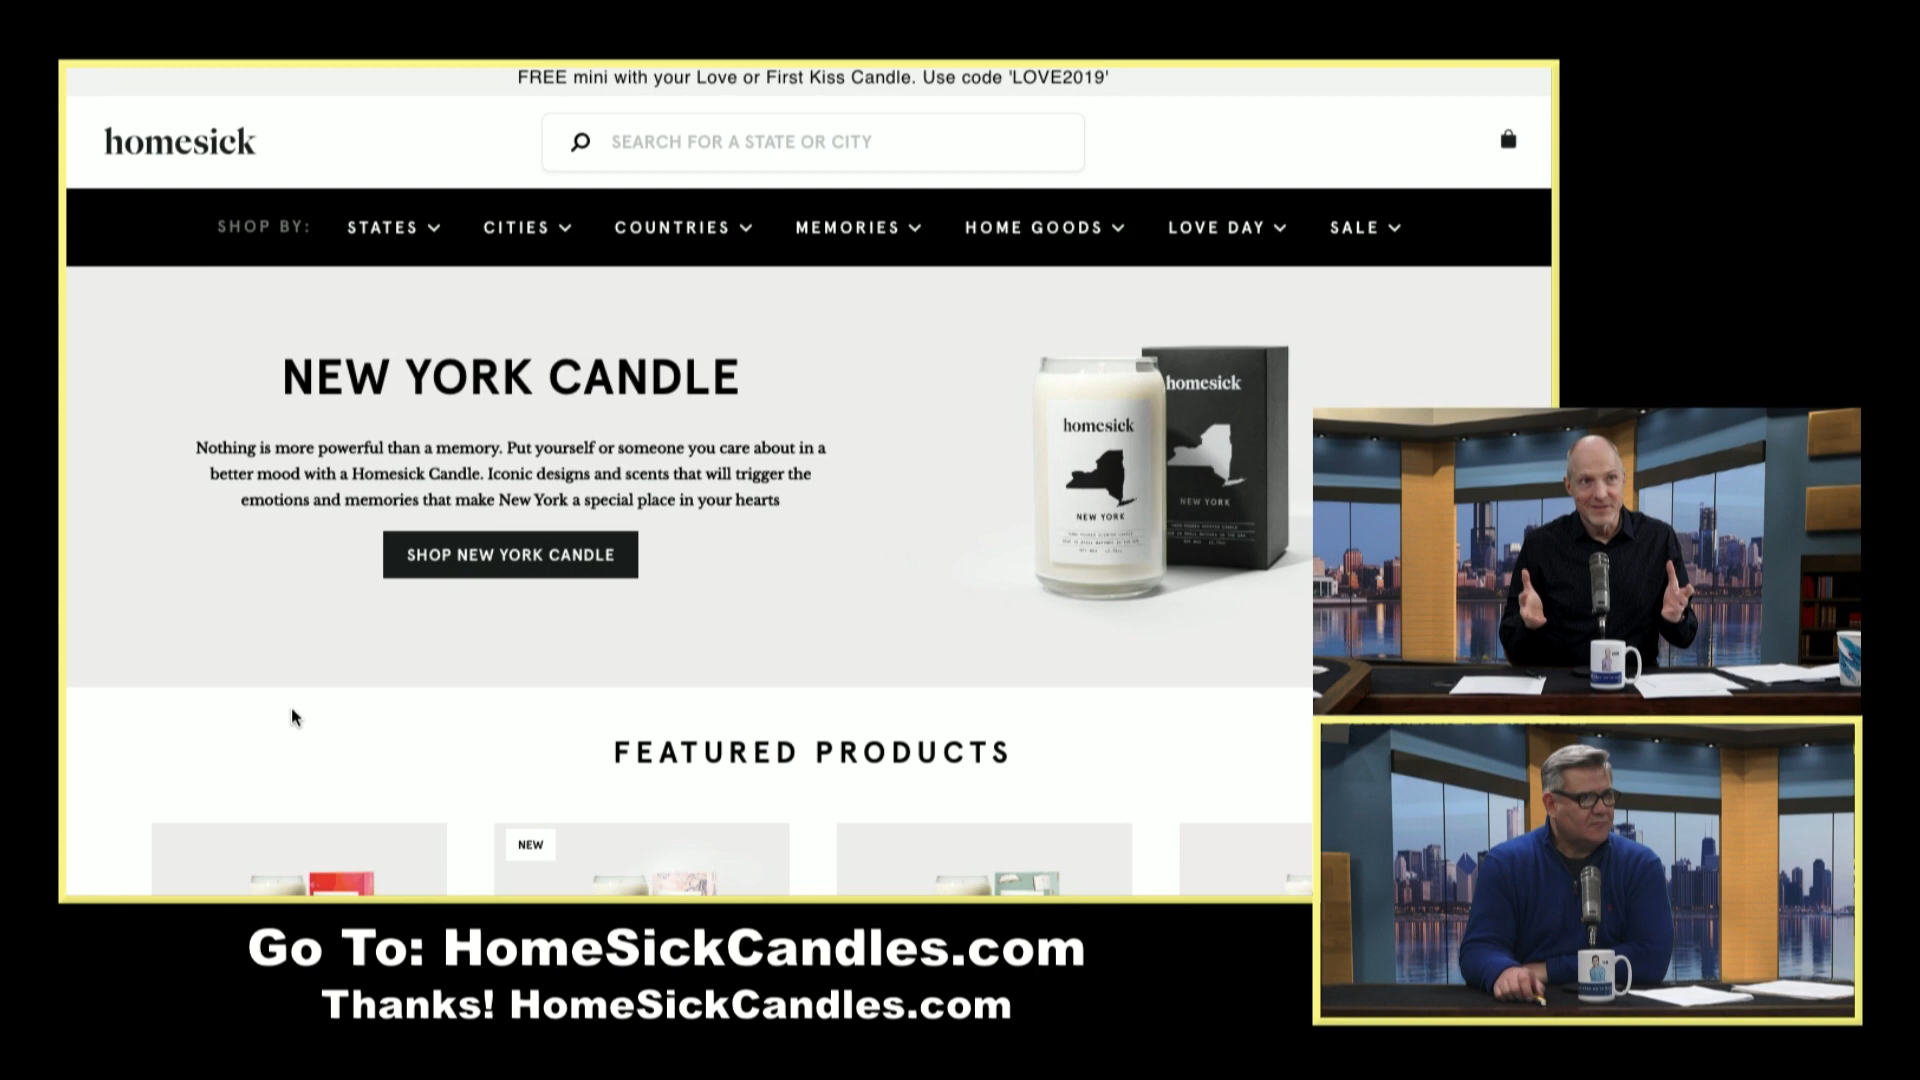 FREE mini with your Love or First Kiss Candle. Use code 'LOVE2019'
homesick
SEARCH FOR A STATE OR CITY
SHOP BY: STATES CITIES COUNTRIES MEMORIES HOME GOODS LOVE DAY SALE
NEW YORK CANDLE
Nothing is more powerful than a memory. Put yourself or someone you care about in a
better mood with a Homesick Candle. Iconic designs and scents that will trigger the
emotions and memories that make New York a special place in your hearts
SHOP NEW YORK CANDLE
homesick
NEW YORK
homesick
NEW YORK
FEATURED PRODUCTS
NEW
Go To: HomeSickCandles.com
Thanks! HomeSickCandles.com